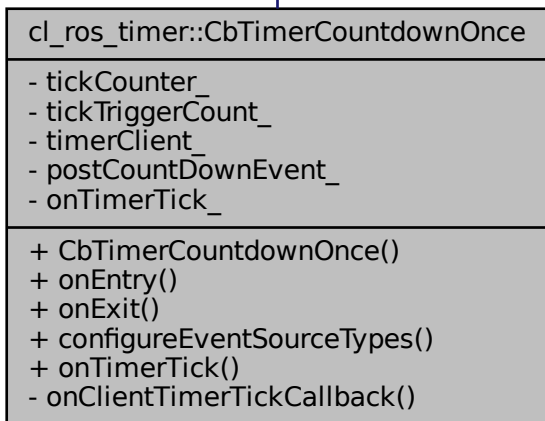 cl_ros_timer::CbTimerCountdownOnce
- tickCounter_
- tickTriggerCount_
- timerClient_
- postCountDownEvent_
- onTimerTick_
+ CbTimerCountdownOnce()
+ onEntry()
+ onExit()
+ configureEventSourceTypes()
+ onTimerTick()
- onClientTimerTickCallback()